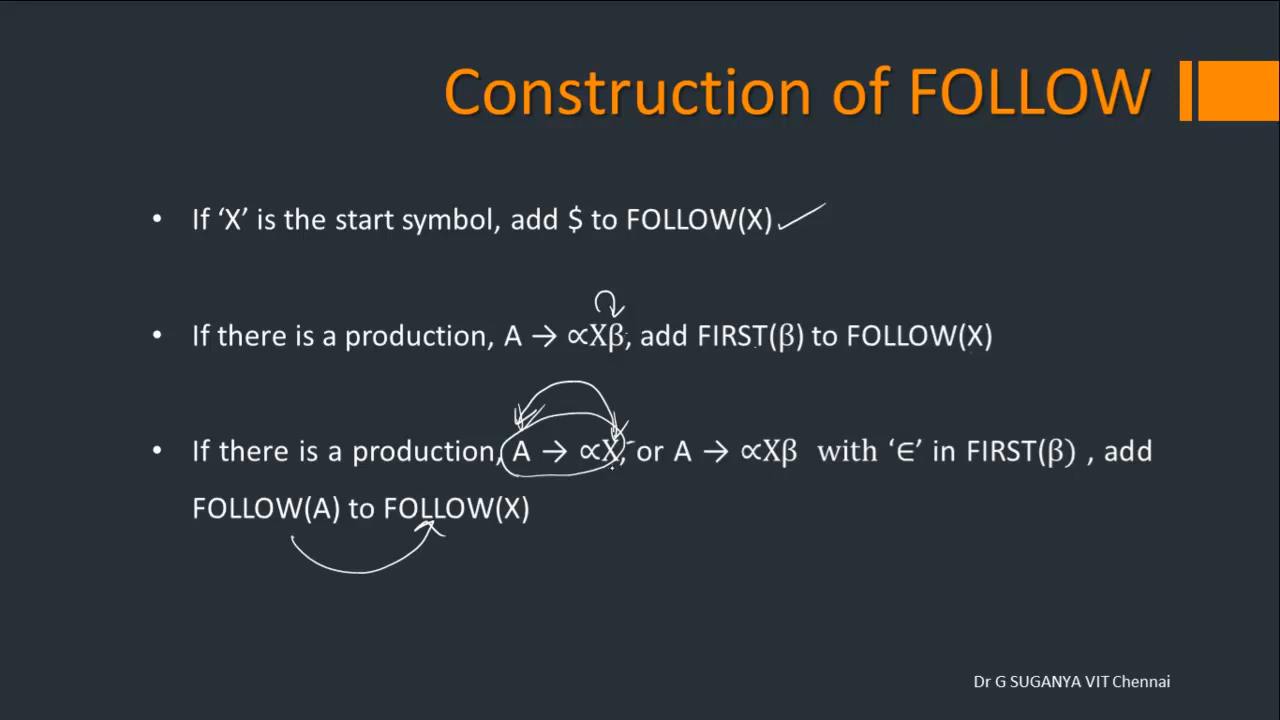 Construction of FOLLOW
• If ‘X’ is the start symbol, add $ to FOLLOW(X)
• If there is a production, A → ∝Xβ, add FIRST(β) to FOLLOW(X)
• If there is a production, A → ∝X, or A → ∝Xβ with ‘∈’ in FIRST(β) , add
FOLLOW(A) to FOLLOW(X)
Dr G SUGANYA VIT Chennai